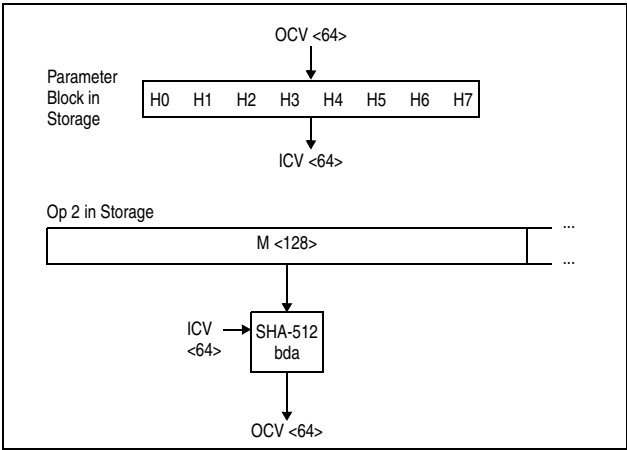 OCV <64>
Parameter
Block in
Storage
H0 H1 H2 H3 H4 H5 H6 H7
ICV <64>
Op 2 in Storage
M <128>
...
...
ICV
<64>
SHA-512
bda
OCV <64>